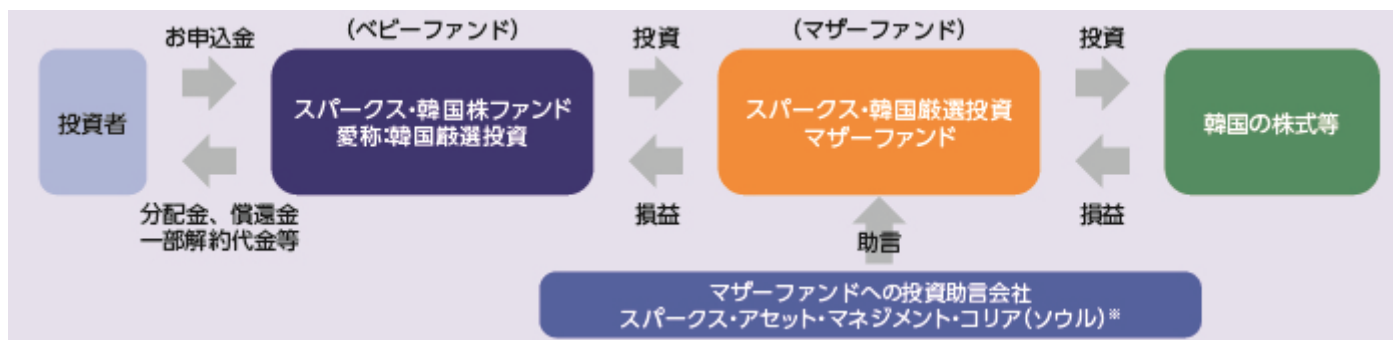 投資者
お申込金
分配金、償還金
一部解約代金等
(ベビーファンド)
スパークス・韓国株ファンド
愛称:韓国厳選投資
投資
損益
(マザーファンド)
スパークス・韓国厳選投資
マザーファンド
助言
投資
損益
韓国の株式等
マザーファンドへの投資助言会社
スパークス・アセット・マネジメント・コリア(ソウル)※